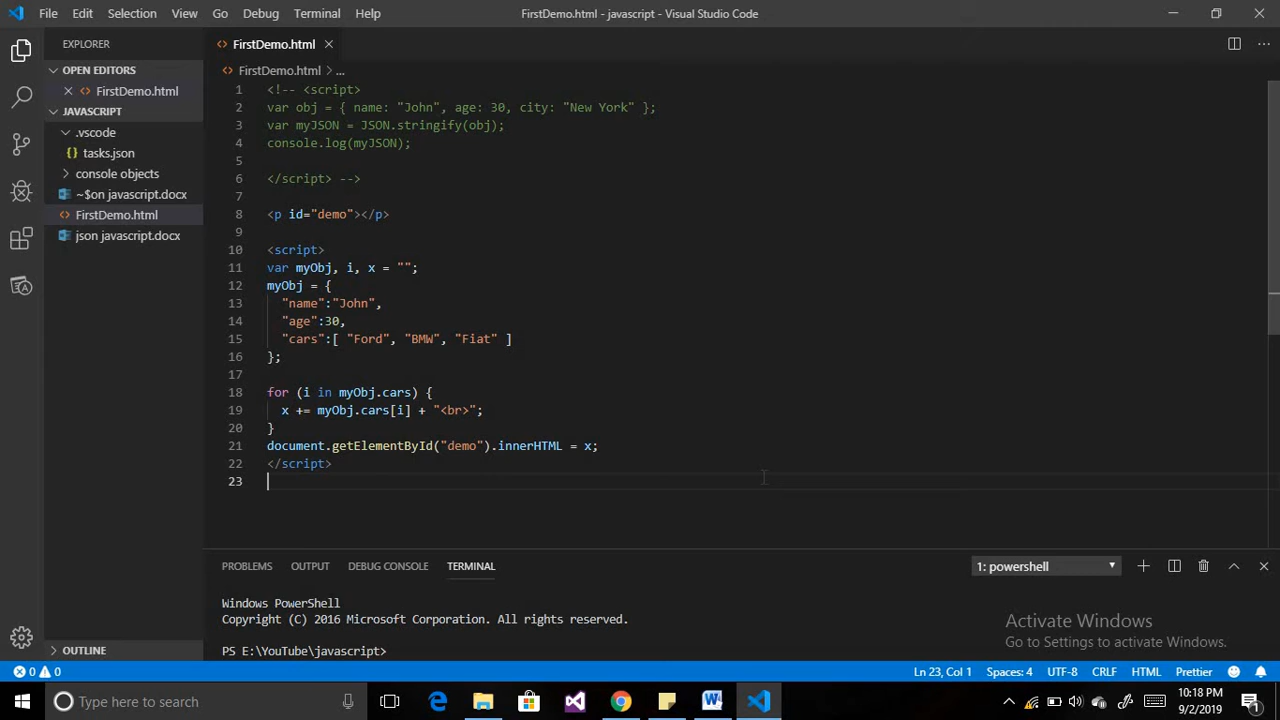 File Edit Selection View Go Debug Terminal Help FirstDemo.html - javascript - Visual Studio Code
EXPLORER
OPEN EDITORS
FirstDemo.html
JAVASCRIPT
.vscode
tasks.json
console objects
~$on javascript.docx
FirstDemo.html
json javascript.docx
OUTLINE
FirstDemo.html
FirstDemo.html > ...
1 <!-- <script>
2 var obj = { name: "John", age: 30, city: "New York" };
3 var myJSON = JSON.stringify(obj);
4 console.log(myJSON);
5
6 </script> -->
7
8 <p id="demo"></p>
9
10 <script>
11 var myObj, i, x = "";
12 myObj = {
13 "name":"John",
14 "age":30,
15 "cars":[ "Ford", "BMW", "Fiat" ]
16 };
17
18 for (i in myObj.cars) {
19 x += myObj.cars[i] + "<br>";
20 }
21 document.getElementById("demo").innerHTML = x;
22 </script>
23
PROBLEMS OUTPUT DEBUG CONSOLE TERMINAL 1: powershell
Windows PowerShell
Copyright (C) 2016 Microsoft Corporation. All rights reserved.
PS E:\YouTube\javascript>
Activate Windows
Go to Settings to activate Windows.
0 0 Ln 23, Col 1 Spaces: 4 UTF-8 CRLF HTML Prettier
Type here to search
10:18 PM
9/2/2019
1